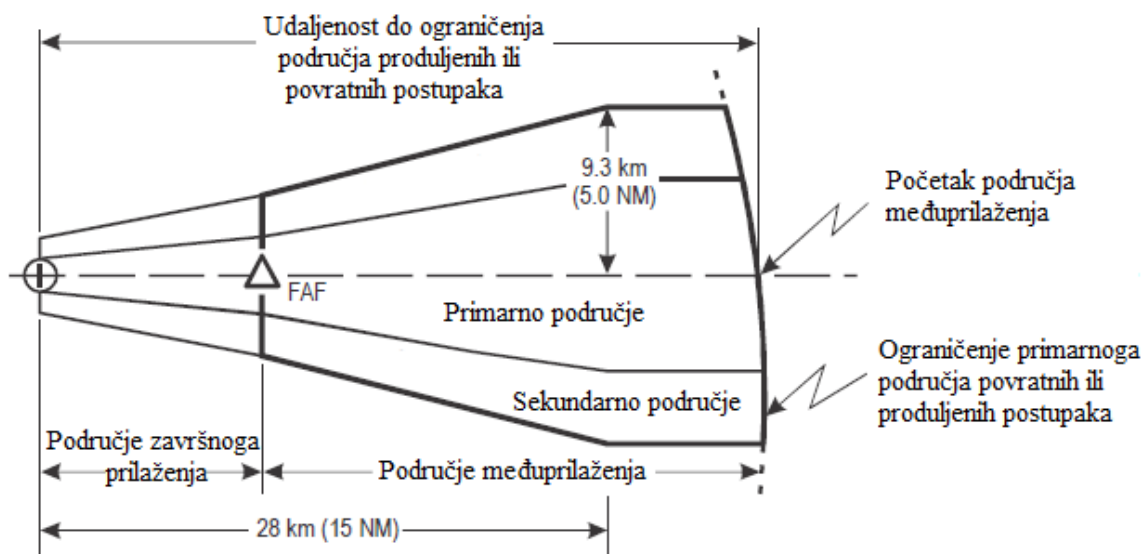 Udaljenost do ograničenja
područja produljenih ili
povratnih postupaka
9.3 km
(5.0 NM)
Početak područja
međuprilaženja
FAF
Primarno područje
Ograničenje primarnoga
područja povratnih ili
produljenih postupaka
Sekundarno područje
Područje završnoga
prilaženja
Područje međuprilaženja
28 km (15 NM)